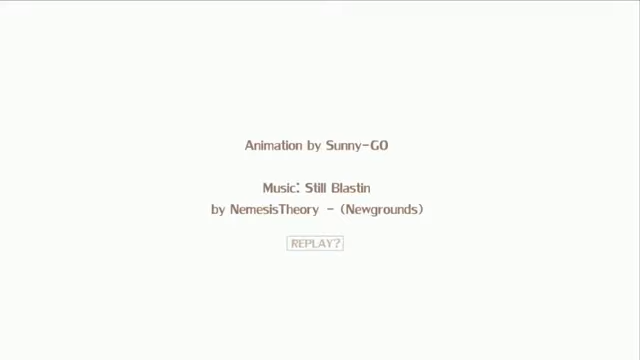 Animation by Sunny-GO
Music: Still Blastin
by NemesisTheory - (Newgrounds)
REPLAY?